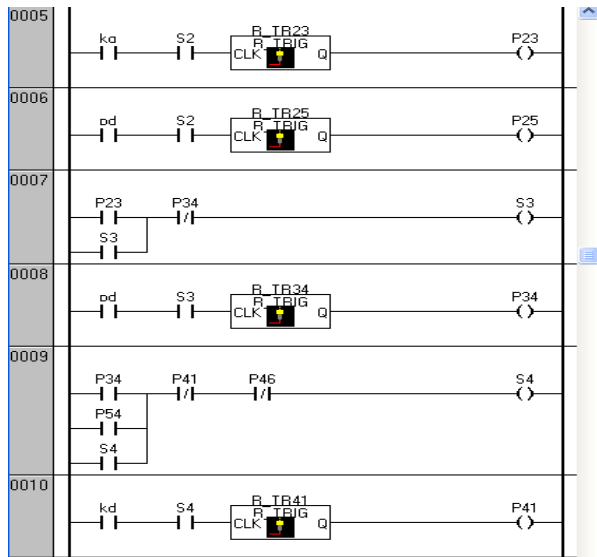 0005
ka S2 R_TR23 P23
R_TRIG
CLK Q
0006
pd S2 R_TR25 P25
R_TRIG
CLK Q
0007
P23 P34 S3
S3
0008
pd S3 R_TR34 P34
R_TRIG
CLK Q
0009
P34 P41 P46 S4
P54
S4
0010
kd S4 R_TR41 P41
R_TRIG
CLK Q